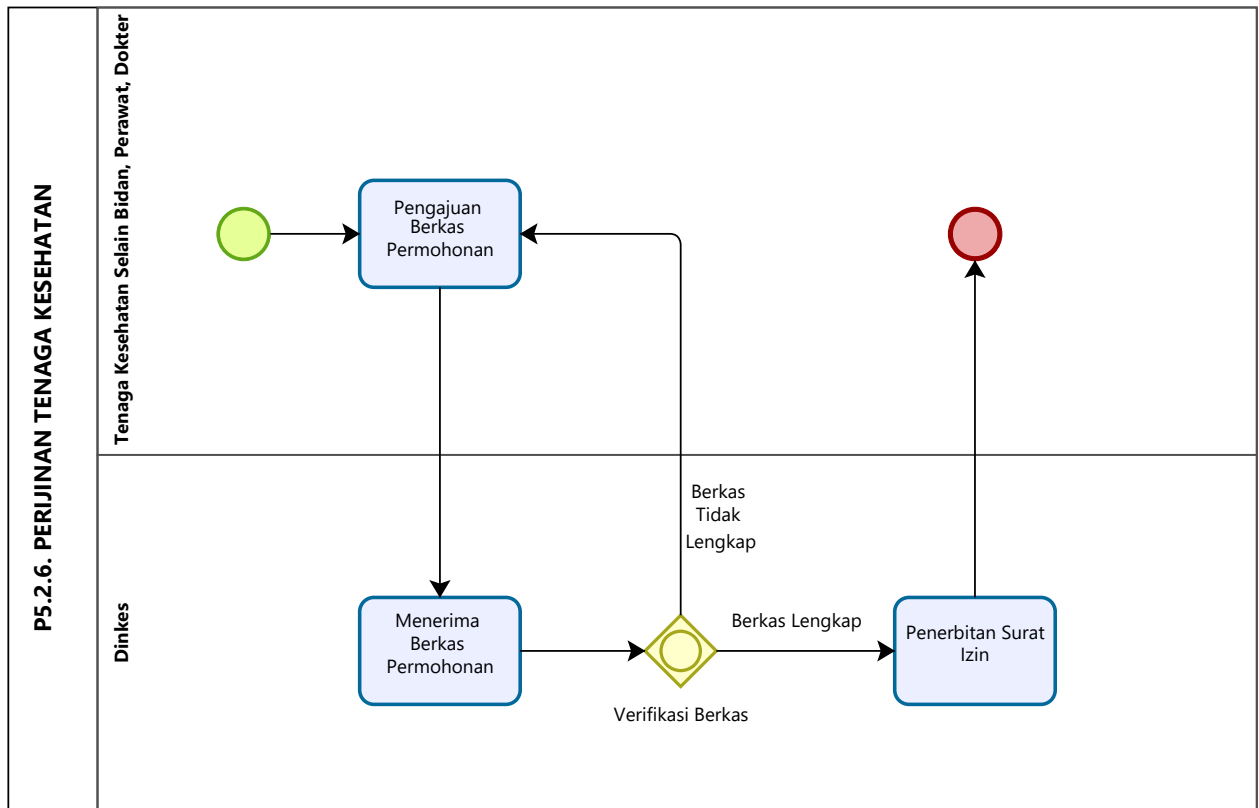 P5.2.6. PERIJINAN TENAGA KESEHATAN
Tenaga Kesehatan Selain Bidan, Perawat, Dokter
Pengajuan
Berkas
Permohonan
Berkas
Tidak
Lengkap
Dinkes
Menerima
Berkas
Permohonan
Verifikasi Berkas
Berkas Lengkap
Penerbitan Surat
Izin